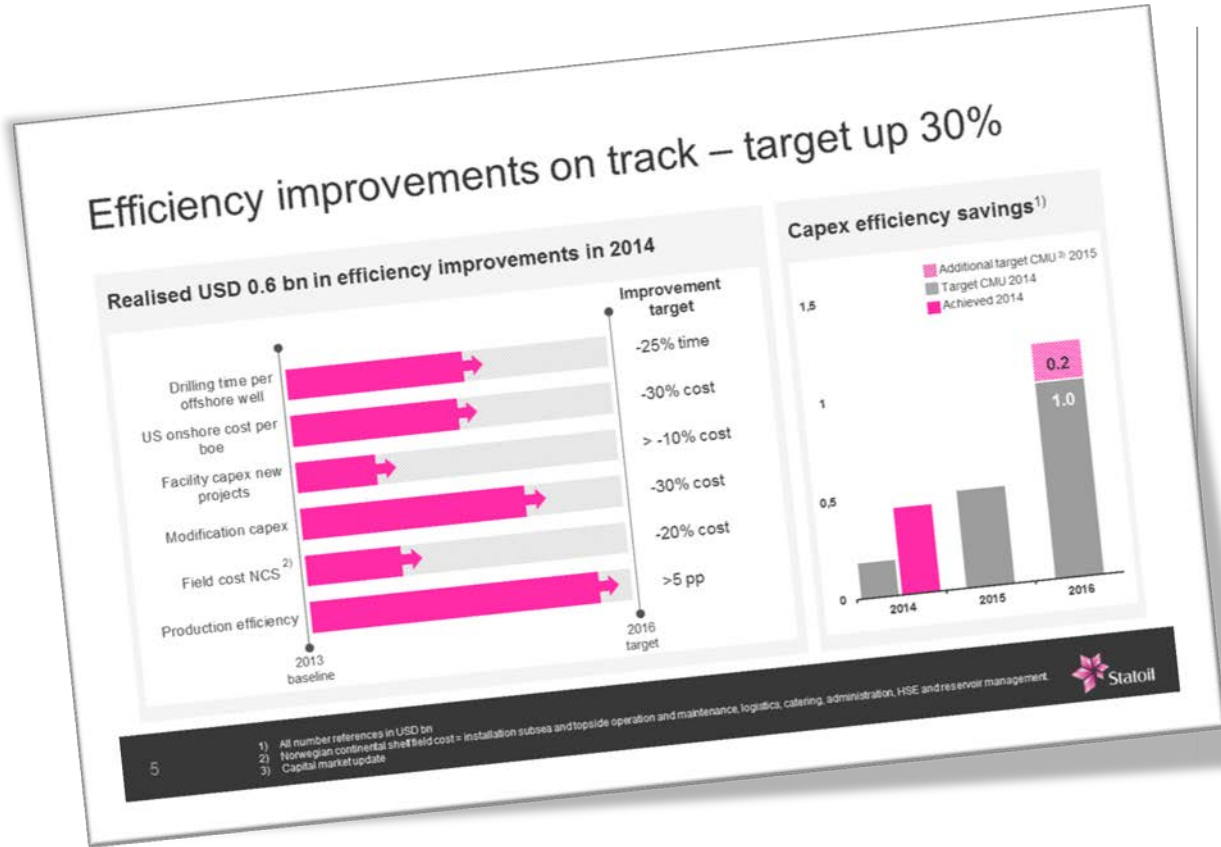 Efficiency improvements on track – target up 30%
Realised USD 0.6 bn in efficiency improvements in 2014
Improvement
target
Drilling time per
offshore well
-25% time
US onshore cost per
boe
-30% cost
Facility capex new
projects
> -10% cost
Modification capex
-30% cost
Field cost NCS 2)
-20% cost
Production efficiency
>5 pp
2013
baseline
2016
target
Capex efficiency savings1)
Additional target CMU 3) 2015
Target CMU 2014
Achieved 2014
1,5
1
0,5
0
0.2
1.0
2014
2015
2016
1) All number references in USD bn
2) Norwegian continental shelf field cost = installation subsea and topside operation and maintenance, logistics, catering, administration, HSE and reservoir management.
3) Capital market update
5
Statoil